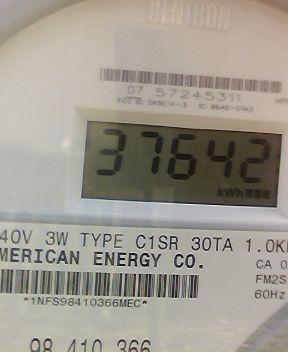 CENTRON
07 57245311
37642
kWh
40V 3W TYPE C1SR 30TA 1.0K
MERICAN ENERGY CO.
CA 0
FM2S
60Hz
*1NFS98410366MEC*
98 410 366